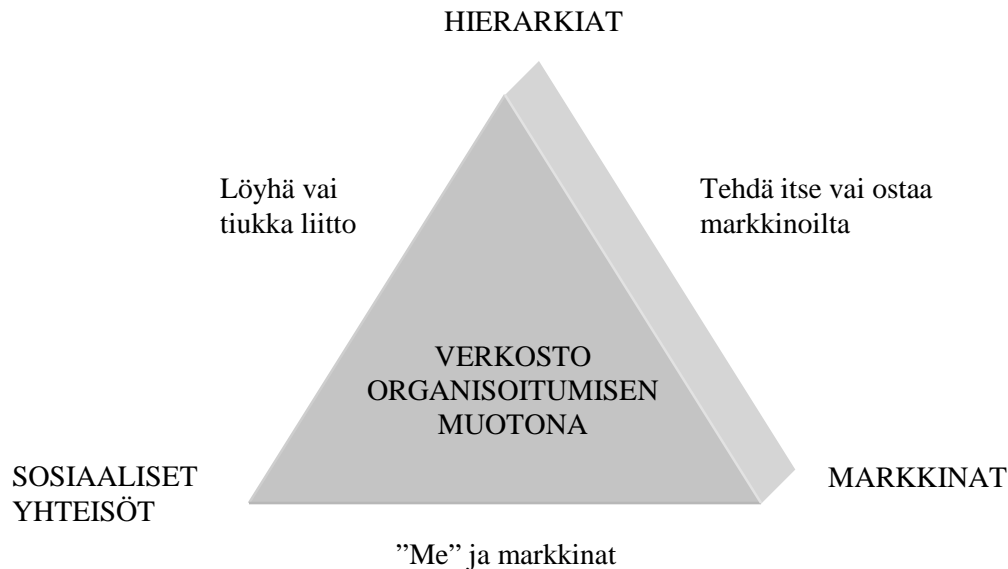 HIERARKIAT
Löyhä vai
tiukka liitto
Tehdä itse vai ostaa
markkinoilta
VERKOSTO
ORGANISOITUMISEN
MUOTONA
SOSIAALISET
YHTEISÖT
MARKKINAT
”Me” ja markkinat